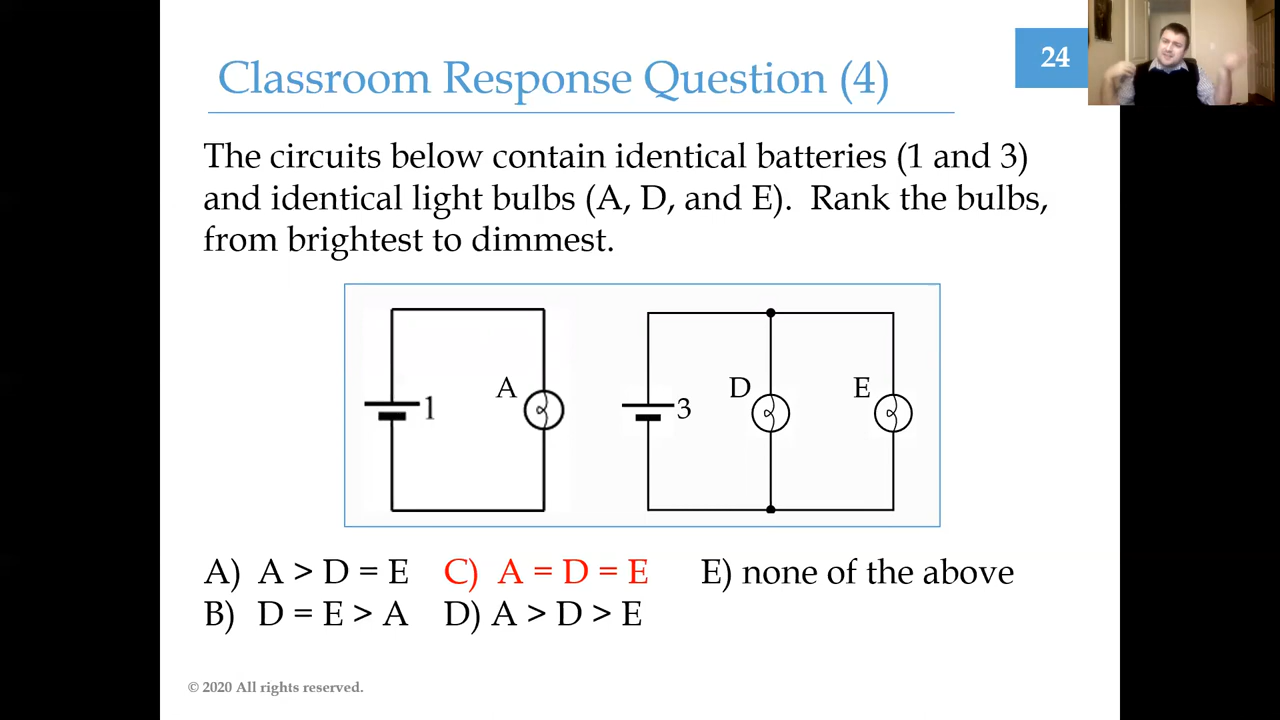 Classroom Response Question (4)
24
The circuits below contain identical batteries (1 and 3)
and identical light bulbs (A, D, and E).  Rank the bulbs,
from brightest to dimmest.
1
A
3
D
E
A)  A > D = E
C)  A = D = E
E) none of the above
B)  D = E > A
D) A > D > E
© 2020 All rights reserved.